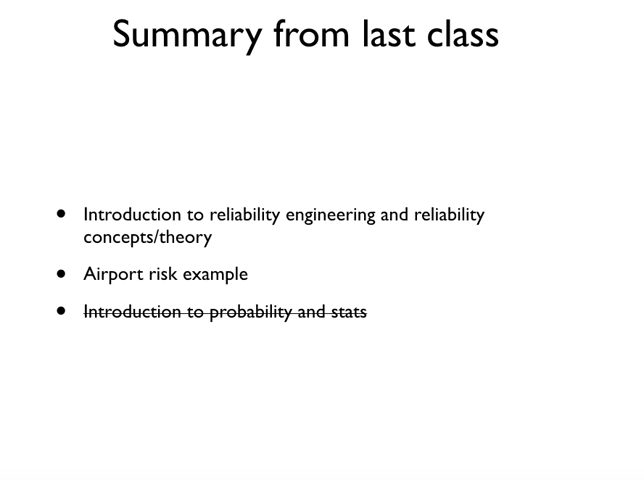 Summary from last class
• Introduction to reliability engineering and reliability
concepts/theory
• Airport risk example
• Introduction to probability and stats